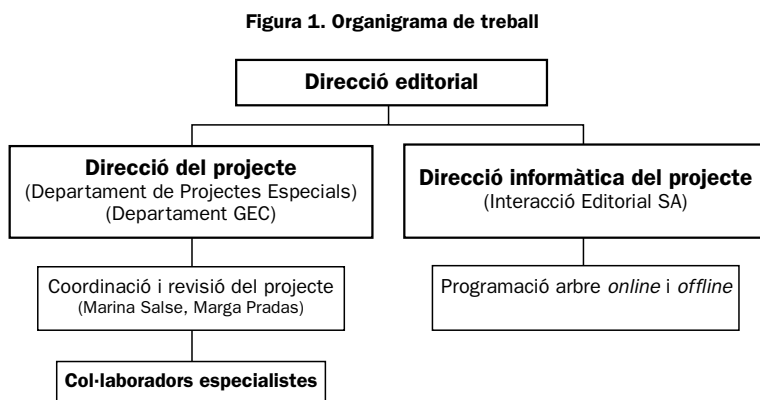 Figura 1. Organigrama de treball
Direcció editorial
Direcció del projecte
(Departament de Projectes Especials)
(Departament GEC)
Direcció informàtica del projecte
(Interacció Editorial SA)
Coordinació i revisió del projecte
(Marina Salse, Marga Pradas)
Programació arbre online i offline
Col·laboradors especialistes